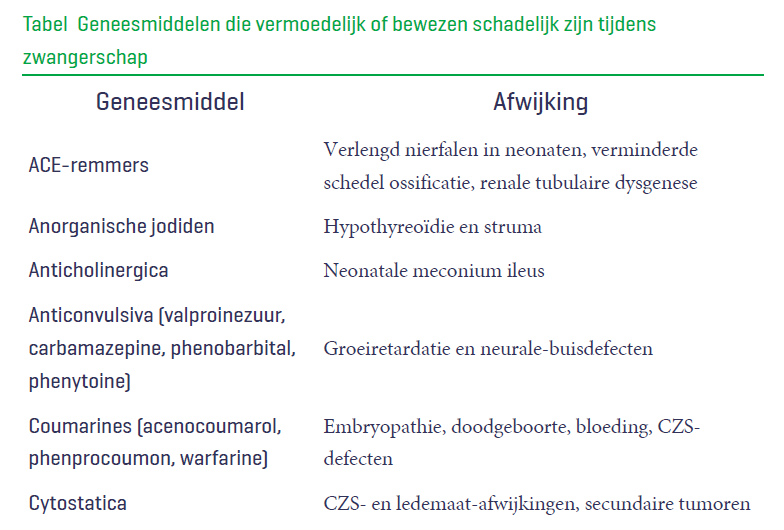 Tabel  Geneesmiddelen die vermoedelijk of bewezen schadelijk zijn tijdens
zwangerschap
Geneesmiddel
Afwijking
ACE-remmers
Verlengd nierfalen in neonaten, verminderde
schedel ossificatie, renale tubulaire dysgenese
Anorganische jodiden
Hypothyreoïdie en struma
Anticholinergica
Neonatale meconium ileus
Anticonvulsiva (valproinezuur,
carbamazepine, phenobarbital,
phenytoine)
Groeiretardatie en neurale-buisdefecten
Coumarines (acenocoumarol,
phenprocoumon, warfarine)
Embryopathie, doodgeboorte, bloeding, CZS-
defecten
Cytostatica
CZS- en ledemaat-afwijkingen, secundaire tumoren